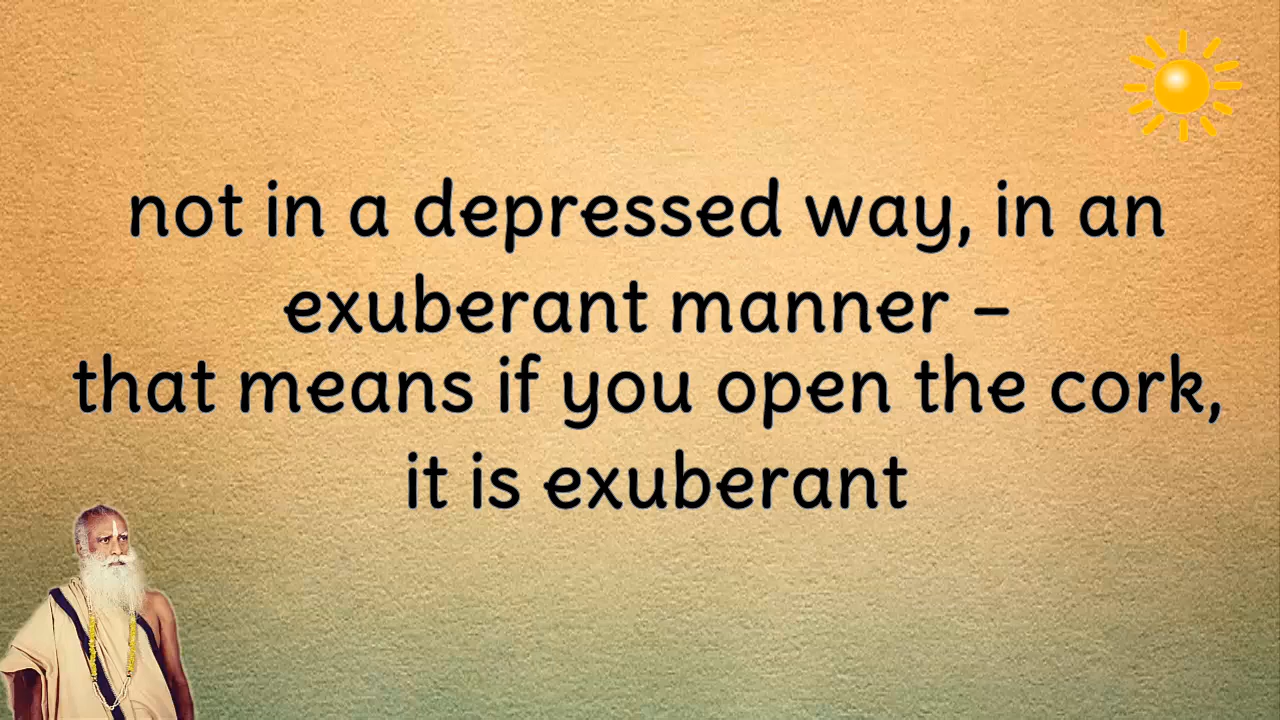 not in a depressed way, in an
exuberant manner –
that means if you open the cork,
it is exuberant